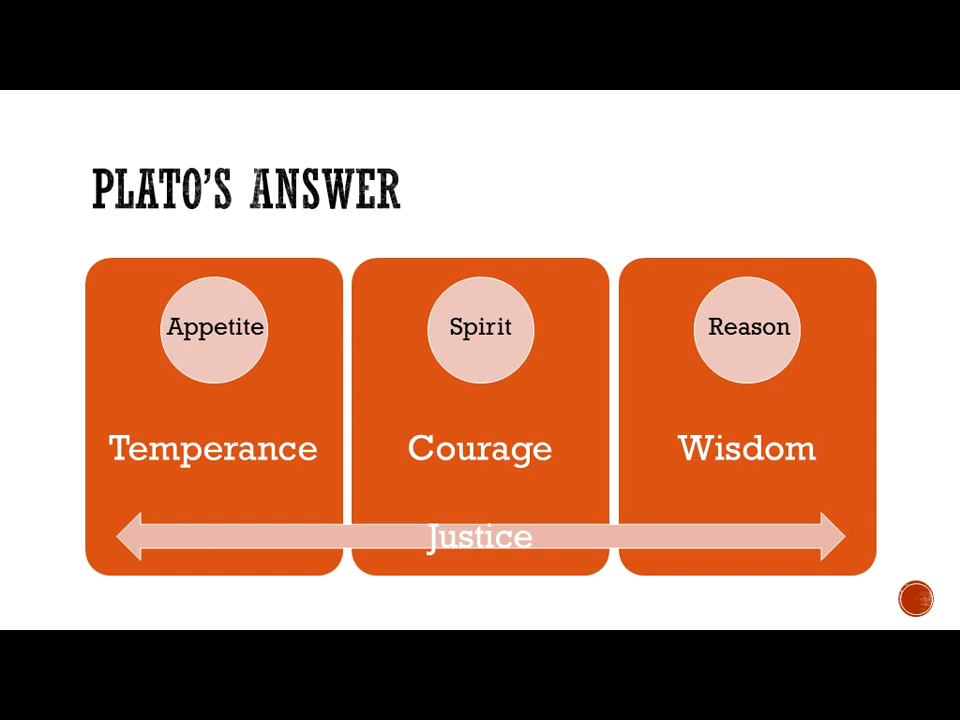 PLATO'S ANSWER
Appetite
Spirit
Reason
Temperance
Courage
Wisdom
Justice